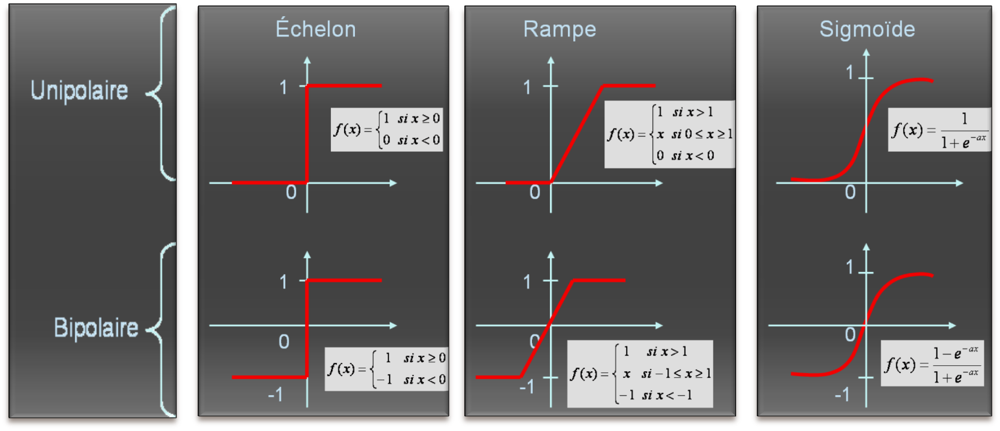 Échelon
Rampe
Sigmoïde
Unipolaire
1
0
f(x) = { 1 si x ≥ 0
0 si x < 0
1
0
f(x) = { 1 si x > 1
x si 0 ≤ x ≥ 1
0 si x < 0
1
0
f(x) = 1 / (1 + e^{-ax})
Bipolaire
1
0
-1
f(x) = { 1 si x ≥ 0
-1 si x < 0
1
0
-1
f(x) = { 1 si x > 1
x si -1 ≤ x ≥ 1
-1 si x < -1
1
0
-1
f(x) = (1 - e^{-ax}) / (1 + e^{-ax})